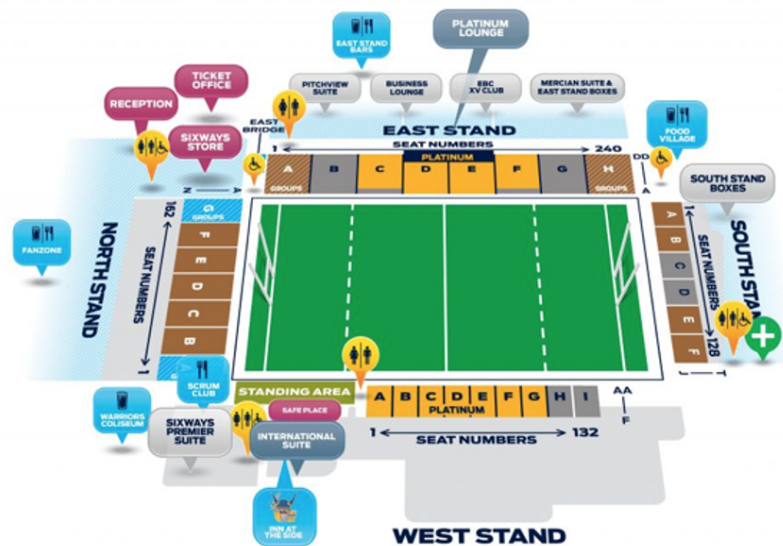 PLATINUM
LOUNGE
EAST STAND
BARS
TICKET
OFFICE
PITCHVIEW
SUITE
BUSINESS
LOUNGE
EBC
XV CLUB
MERCIAN SUITE &
EAST STAND BOXES
RECEPTION
SIXWAYS
STORE
EAST
BRIDGE
EAST STAND
SEAT NUMBERS
1
240
PLATINUM
FOOD
VILLAGE
A
GROUPS
B
C
D
E
F
G
H
GROUPS
DD
A
SOUTH STAND
BOXES
N
A
162
SEAT NUMBERS
1
NORTH STAND
G
GROUPS
F
E
D
C
B
A
FANZONE
1
SEAT NUMBERS
128
SOUTH STAN
A
B
C
D
E
F
J
T
STANDING AREA
SAFE PLACE
SCRUM
CLUB
WARRIORS
COLISEUM
SIXWAYS
PREMIER
SUITE
INTERNATIONAL
SUITE
INN AT
THE SIDE
A B C D E F G H I
PLATINUM
1
SEAT NUMBERS
132
AA
F
WEST STAND